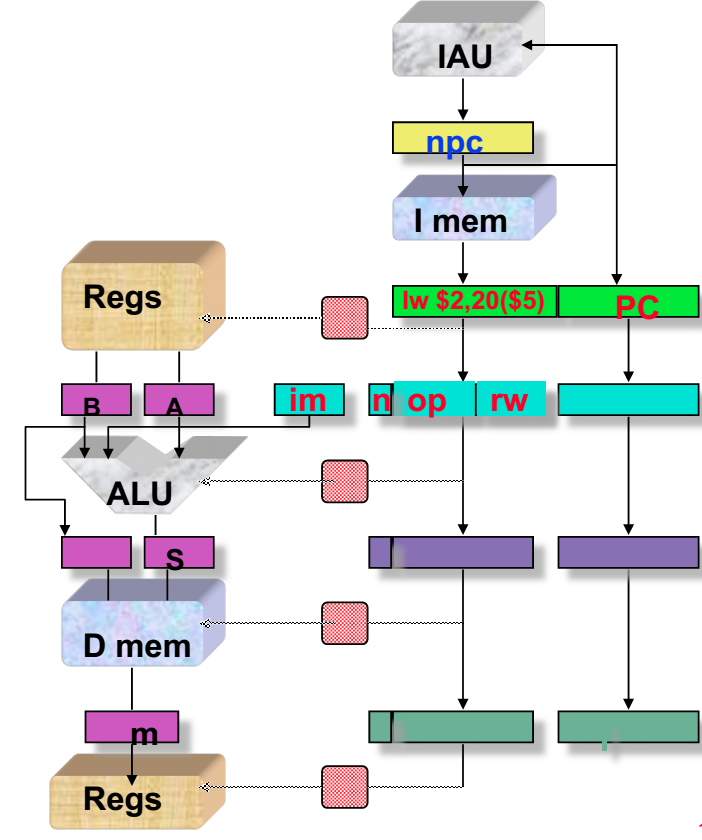 IAU
npc
I mem
Regs
lw $2,20($5)
PC
B
A
im
n
op
rw
ALU
S
D mem
m
Regs